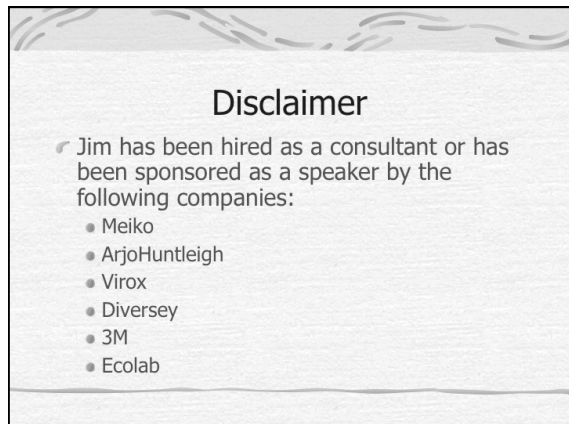 Disclaimer
Jim has been hired as a consultant or has
been sponsored as a speaker by the
following companies:
Meiko
ArjoHuntleigh
Virox
Diversey
3M
Ecolab